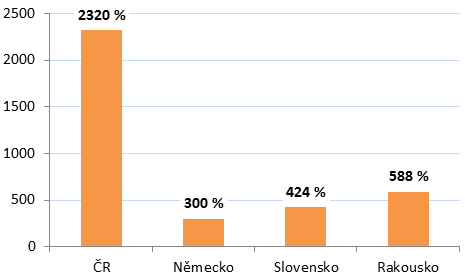 2500
2000
1500
1000
500
0
2320 %
300 %
424 %
588 %
ČR
Německo
Slovensko
Rakousko